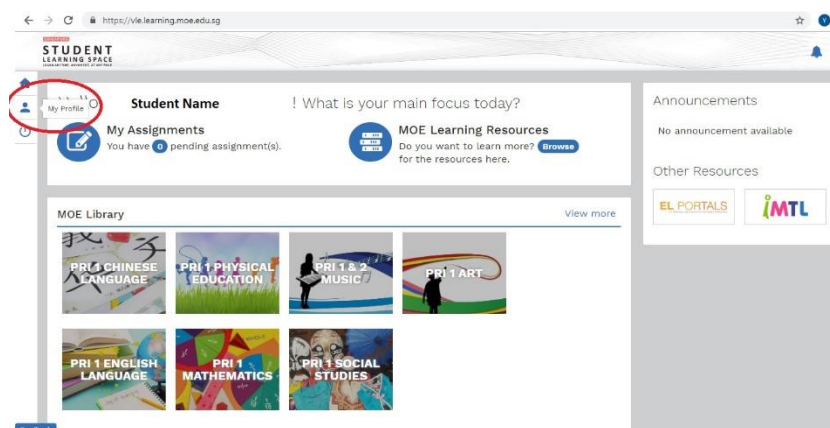 https://vle.learning.moe.edu.sg
Y
STUDENT
LEARNING SPACE
My Profile
Student Name ! What is your main focus today?
My Assignments
You have 0 pending assignment(s).
MOE Learning Resources
Do you want to learn more? Browse
for the resources here.
Announcements
No announcement available
Other Resources
EL PORTALS
iMTL
MOE Library
View more
PRI 1 CHINESE
LANGUAGE
PRI 1 PHYSICAL
EDUCATION
PRI 1 & 2
MUSIC
PRI 1 ART
PRI 1 ENGLISH
LANGUAGE
PRI 1
MATHEMATICS
PRI 1 SOCIAL
STUDIES